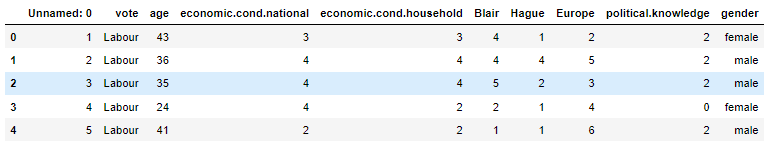 Unnamed: 0 vote age economic.cond.national economic.cond.household Blair Hague Europe political.knowledge gender
0 1 Labour 43 3 3 4 1 2 2 female
1 2 Labour 36 4 4 4 4 5 2 male
2 3 Labour 35 4 4 5 2 3 2 male
3 4 Labour 24 4 2 2 1 4 0 female
4 5 Labour 41 2 2 1 1 6 2 male